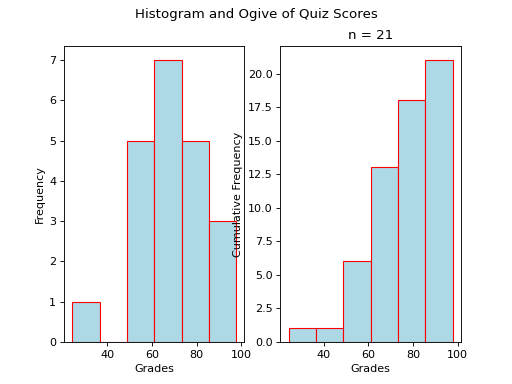 Histogram and Ogive of Quiz Scores
n = 21
7
6
5
4
3
2
1
0
Frequency
40 60 80 100
Grades
20.0
17.5
15.0
12.5
10.0
7.5
5.0
2.5
0.0
Cumulative Frequency
40 60 80 100
Grades